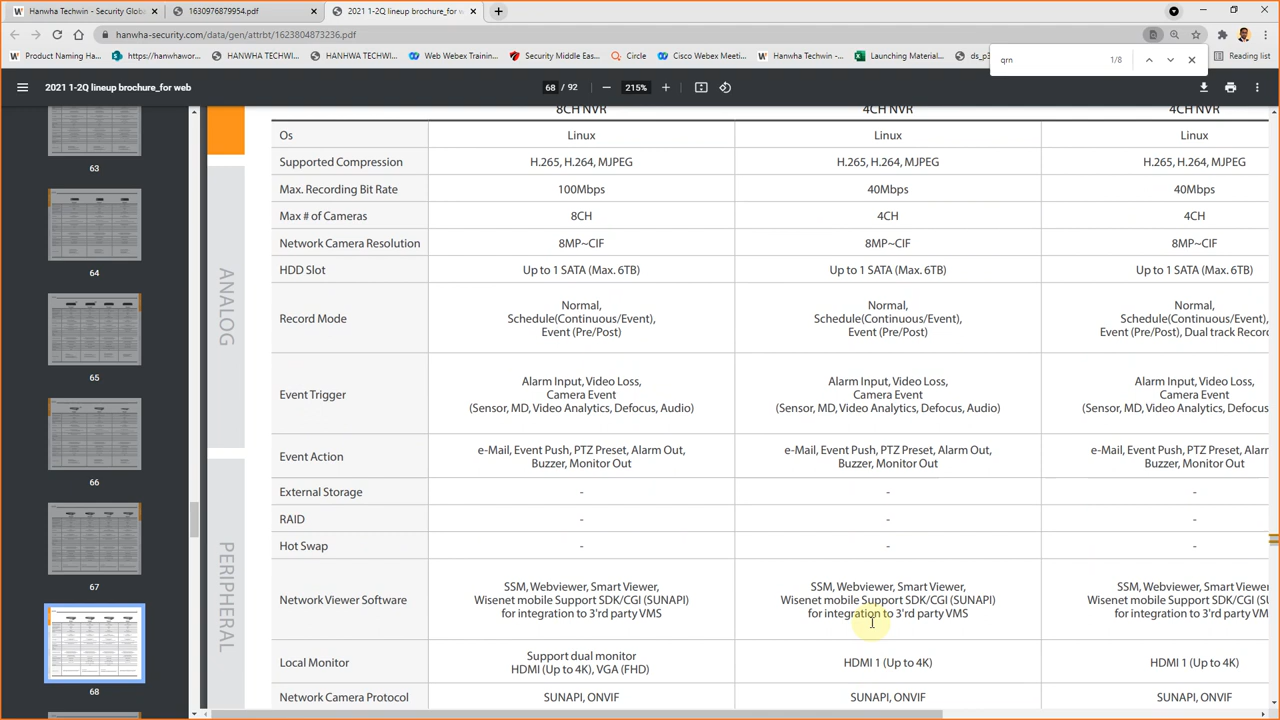 Hanwha Techwin - Security Globa
1630976879954.pdf
2021 1-2Q lineup brochure_for w
hanwha-security.com/data/gen/attrbt/1623804873236.pdf
Product Naming Ha...
https://hanwhawor...
HANWHA TECHWI...
HANHWA TECHWI...
Web Webex Trainin...
Security Middle Eas...
Circle
Cisco Webex Meeti...
Hanwha Techwin -...
Launching Material...
ds_p3
Reading list
qrn
1/8
2021 1-2Q lineup brochure_for web
68 / 92
215%
63
64
65
66
67
68
ANALOG
PERIPHERAL
8CH NVR 4CH NVR 4CH NVR
Os Linux Linux Linux
Supported Compression H.265, H.264, MJPEG H.265, H.264, MJPEG H.265, H.264, MJPEG
Max. Recording Bit Rate 100Mbps 40Mbps 40Mbps
Max # of Cameras 8CH 4CH 4CH
Network Camera Resolution 8MP~CIF 8MP~CIF 8MP~CIF
HDD Slot Up to 1 SATA (Max. 6TB) Up to 1 SATA (Max. 6TB) Up to 1 SATA (Max. 6TB)
Normal, Normal, Normal,
Record Mode Schedule(Continuous/Event), Schedule(Continuous/Event), Schedule(Continuous/Event),
Event (Pre/Post) Event (Pre/Post) Event (Pre/Post), Dual track Recor
Alarm Input, Video Loss, Alarm Input, Video Loss, Alarm Input, Video Loss,
Event Trigger Camera Event Camera Event Camera Event
(Sensor, MD, Video Analytics, Defocus, Audio) (Sensor, MD, Video Analytics, Defocus, Audio) (Sensor, MD, Video Analytics, Defocus
e-Mail, Event Push, PTZ Preset, Alarm Out, e-Mail, Event Push, PTZ Preset, Alarm Out, e-Mail, Event Push, PTZ Preset, Alar
Event Action
Buzzer, Monitor Out Buzzer, Monitor Out Buzzer, Monitor Out
External Storage - - -
RAID - - -
Hot Swap - - -
SSM, Webviewer, Smart Viewer, SSM, Webviewer, Smart Viewer, SSM, Webviewer, Smart Viewer
Network Viewer Software Wisenet mobile Support SDK/CGI (SUNAPI) Wisenet mobile Support SDK/CGI (SUNAPI) Wisenet mobile Support SDK/CGI (S
for integration to 3'rd party VMS for integration to 3'rd party VMS for integration to 3'rd party VM
Support dual monitor
Local Monitor HDMI 1 (Up to 4K) HDMI 1 (Up to 4K)
HDMI (Up to 4K), VGA (FHD)
Network Camera Protocol SUNAPI, ONVIF SUNAPI, ONVIF SUNAPI, ONVIF